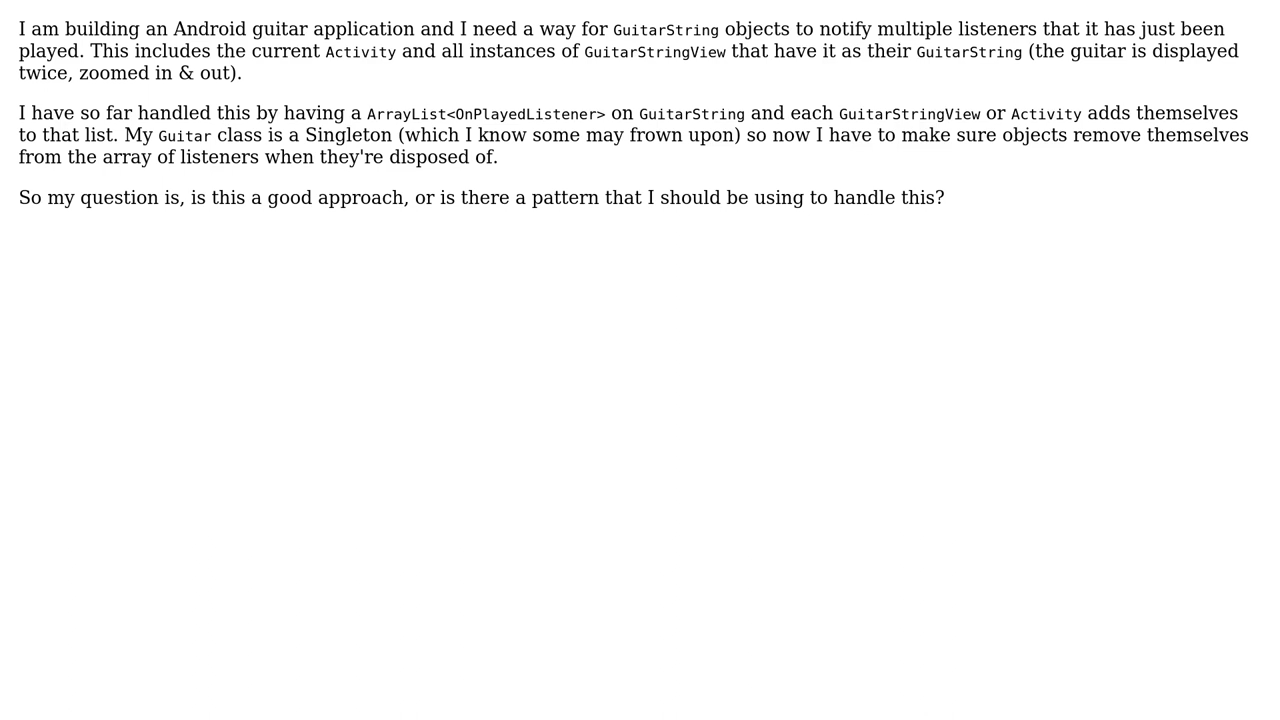 I am building an Android guitar application and I need a way for GuitarString objects to notify multiple listeners that it has just been
played. This includes the current Activity and all instances of GuitarStringView that have it as their GuitarString (the guitar is displayed
twice, zoomed in & out).
I have so far handled this by having a ArrayList<OnPlayedListener> on GuitarString and each GuitarStringView or Activity adds themselves
to that list. My Guitar class is a Singleton (which I know some may frown upon) so now I have to make sure objects remove themselves
from the array of listeners when they're disposed of.
So my question is, is this a good approach, or is there a pattern that I should be using to handle this?